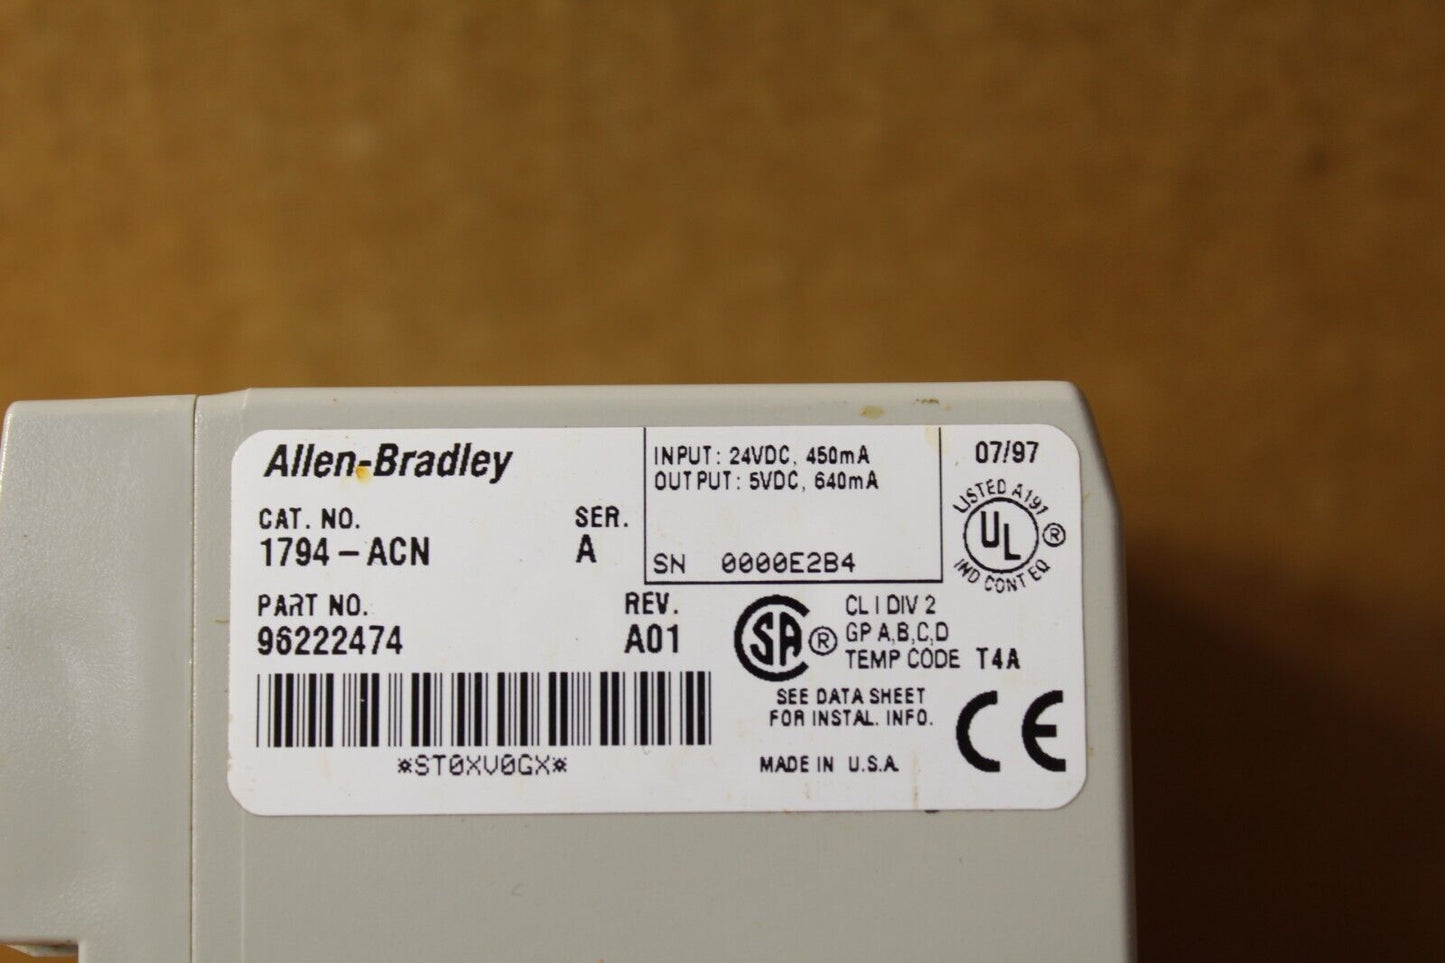 Allen-Bradley
CAT. NO.
1794-ACN
SER.
A
PART NO.
96222474
REV.
A01
*ST0XV0GX*
INPUT: 24VDC, 450mA
OUTPUT: 5VDC, 640mA
SN 0000E2B4
07/97
LISTED A197
UL ®
IND CONT EQ
SA ®
CL I DIV 2
GP A,B,C,D
TEMP CODE T4A
SEE DATA SHEET
FOR INSTAL. INFO.
MADE IN U.S.A.
CE